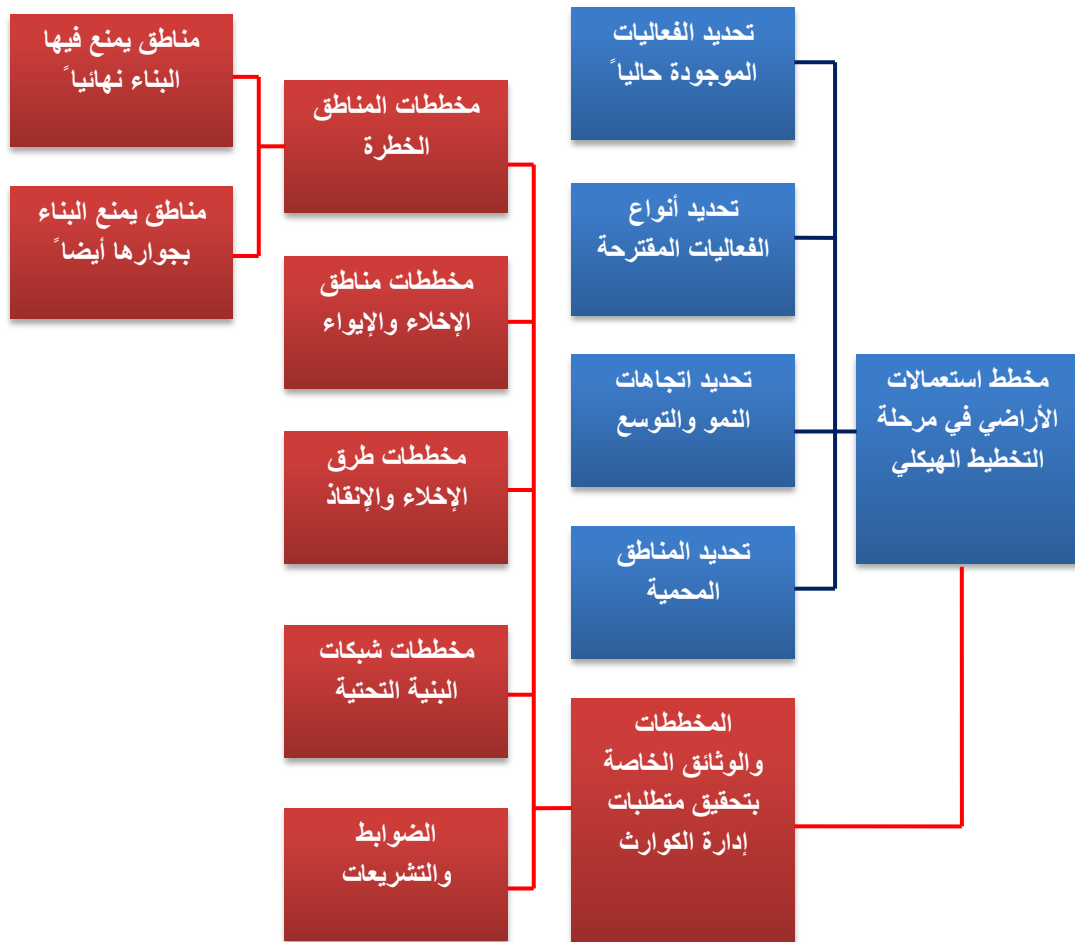 مخطط استعمالات
الأراضي في مرحلة
التخطيط الهيكلي
تحديد الفعاليات
الموجودة حالياً
تحديد أنواع
الفعاليات المقترحة
تحديد اتجاهات
النمو والتوسع
تحديد المناطق
المحمية
المخططات
والوثائق الخاصة
بتحقيق متطلبات
إدارة الكوارث
مخططات المناطق
الخطرة
مخططات مناطق
الإخلاء والإيواء
مخططات طرق
الإخلاء والإنقاذ
مخططات شبكات
البنية التحتية
الضوابط
والتشريعات
مناطق يمنع فيها
البناء نهائياً
مناطق يمنع البناء
بجوارها أيضاً